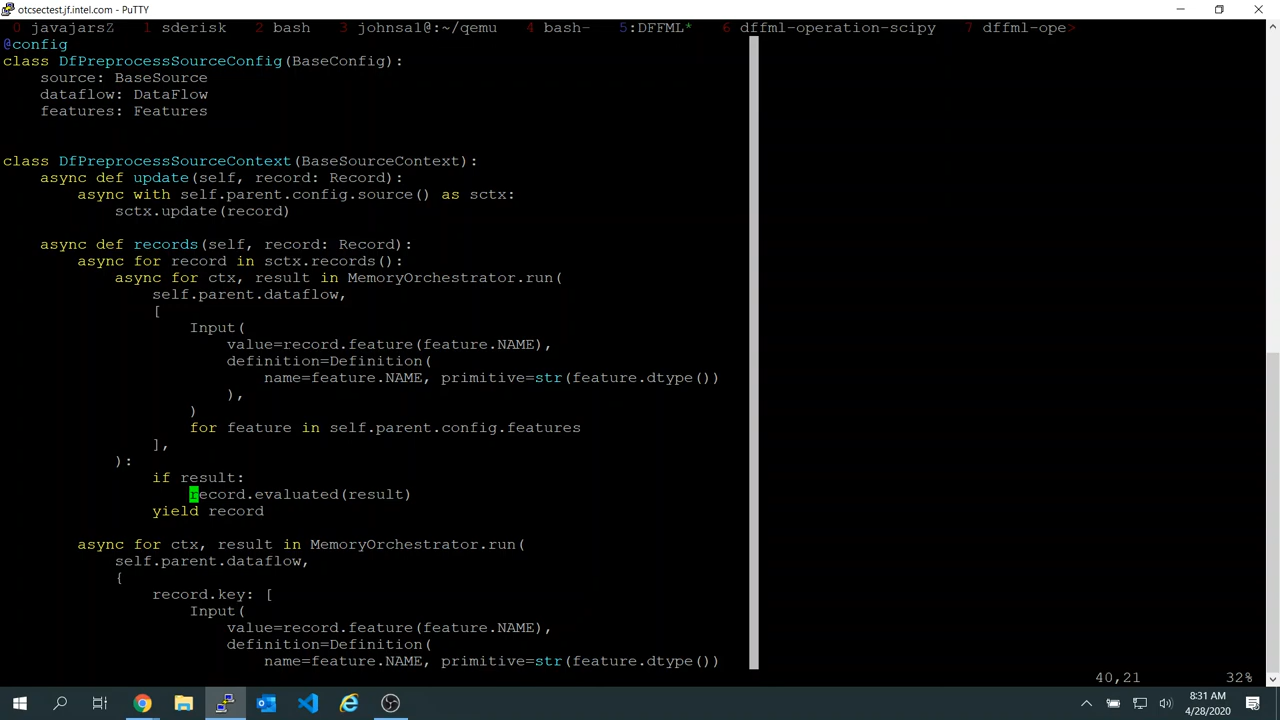 otcsectest.jf.intel.com - PuTTY
0 javajarsZ 1 sderisk 2 bash 3 johnsal@:~/qemu 4 bash- 5:DFFML* 6 dffml-operation-scipy 7 dffml-ope>
@config
class DfPreprocessSourceConfig(BaseConfig):
    source: BaseSource
    dataflow: DataFlow
    features: Features
class DfPreprocessSourceContext(BaseSourceContext):
    async def update(self, record: Record):
        async with self.parent.config.source() as sctx:
            sctx.update(record)
    async def records(self, record: Record):
        async for record in sctx.records():
            async for ctx, result in MemoryOrchestrator.run(
                self.parent.dataflow,
                [
                    Input(
                        value=record.feature(feature.NAME),
                        definition=Definition(
                            name=feature.NAME, primitive=str(feature.dtype())
                        ),
                    )
                    for feature in self.parent.config.features
                ],
            ):
                if result:
                    record.evaluated(result)
                yield record
        async for ctx, result in MemoryOrchestrator.run(
            self.parent.dataflow,
            {
                record.key: [
                    Input(
                        value=record.feature(feature.NAME),
                        definition=Definition(
                            name=feature.NAME, primitive=str(feature.dtype())
40,21 32%
8:31 AM
4/28/2020